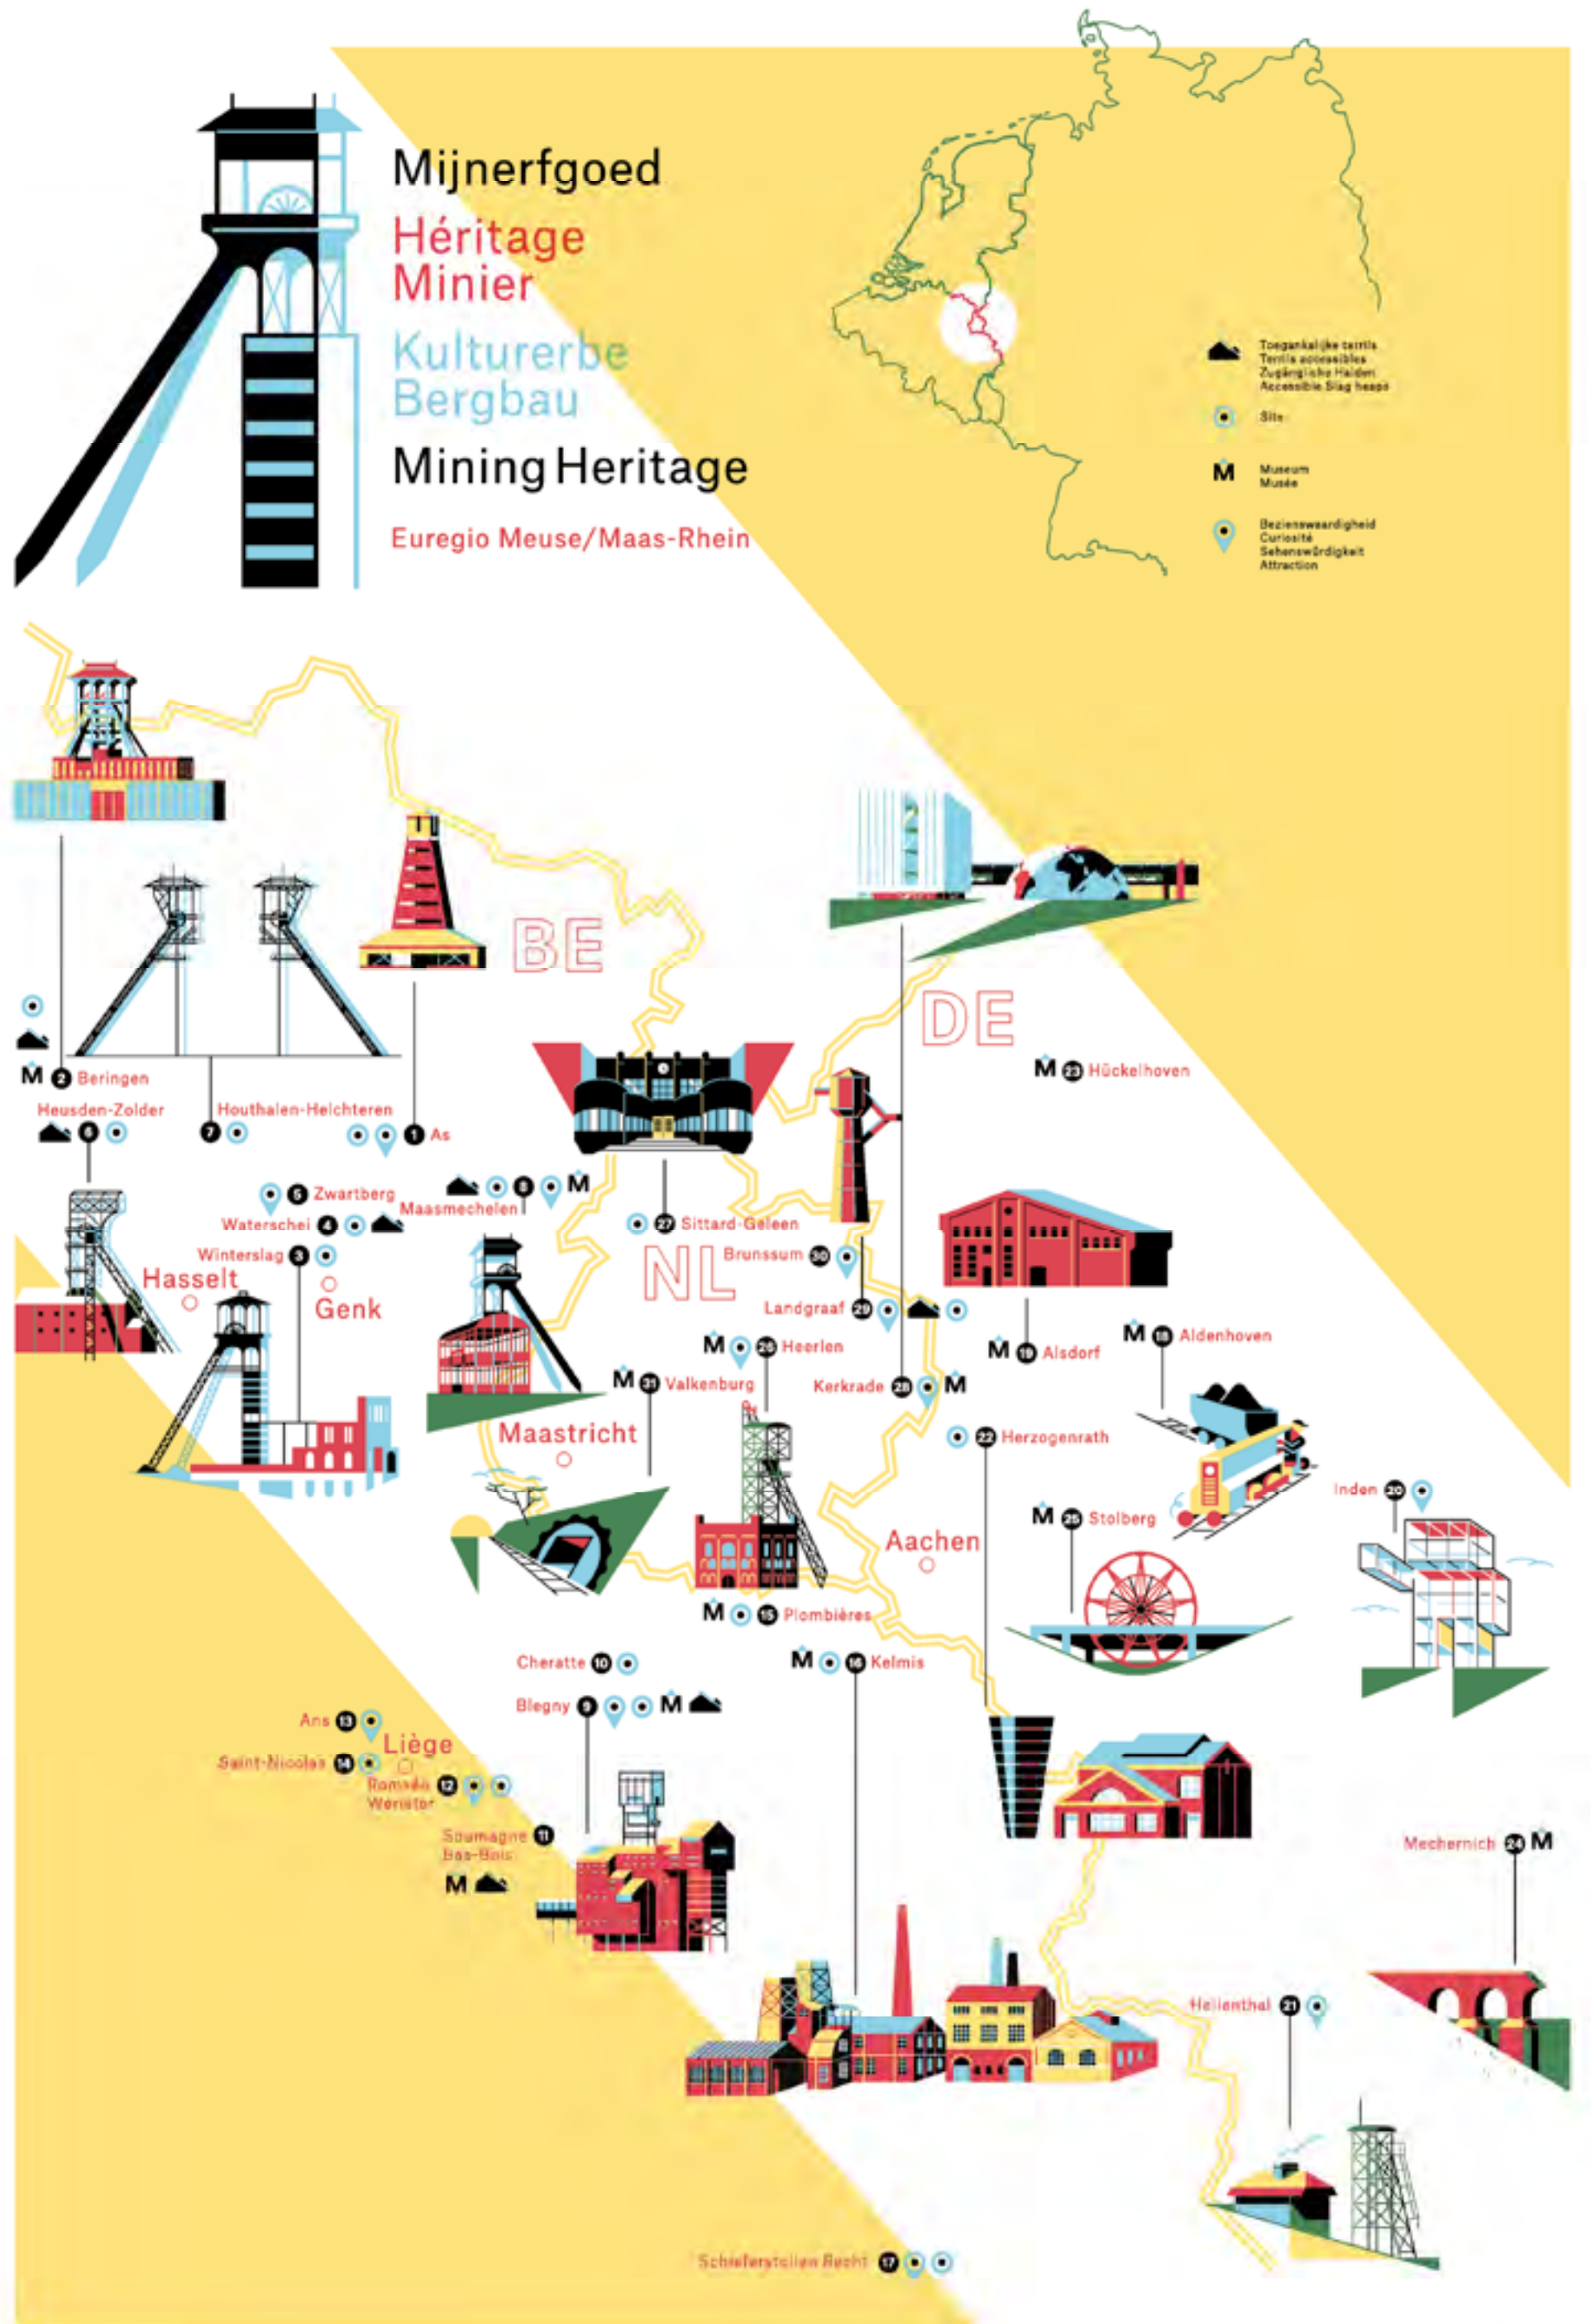 Mijnerfgoed
Héritage
Minier
Kulturerbe
Bergbau
Mining Heritage
Euregio Meuse/Maas-Rhein
Toegankelijke terrils
Terrils accessibles
Zugängliche Halden
Accessible Slag heaps
Site
M
Museum
Musée
Bezienswaardigheid
Curiosité
Sehenswürdigkeit
Attraction
BE
DE
M 2 Beringen
M 23 Hückelhoven
Heusden-Zolder
6
7
Houthalen-Helchteren
1 As
5 Zwartberg
Waterschei 4
Winterslag 3
Maasmechelen
8 M
27 Sittard-Geleen
NL
Brunssum 30
Hasselt
Genk
Landgraaf 29
M 26 Heerlen
M 19 Alsdorf
M 18 Aldenhoven
M 31 Valkenburg
Kerkrade 28 M
Maastricht
22 Herzogenrath
Inden 20
M 25 Stolberg
Aachen
M 15 Plombières
Cheratte 10
M 16 Kelmis
Blegny 9 M
Ans 13
Liège
Saint-Nicolas 14
Romsée 12
Wérister
Soumagne 11
Bas-Bois
M
Mechernich 24 M
Hellenthal 21
Schieferstollen Recht 17